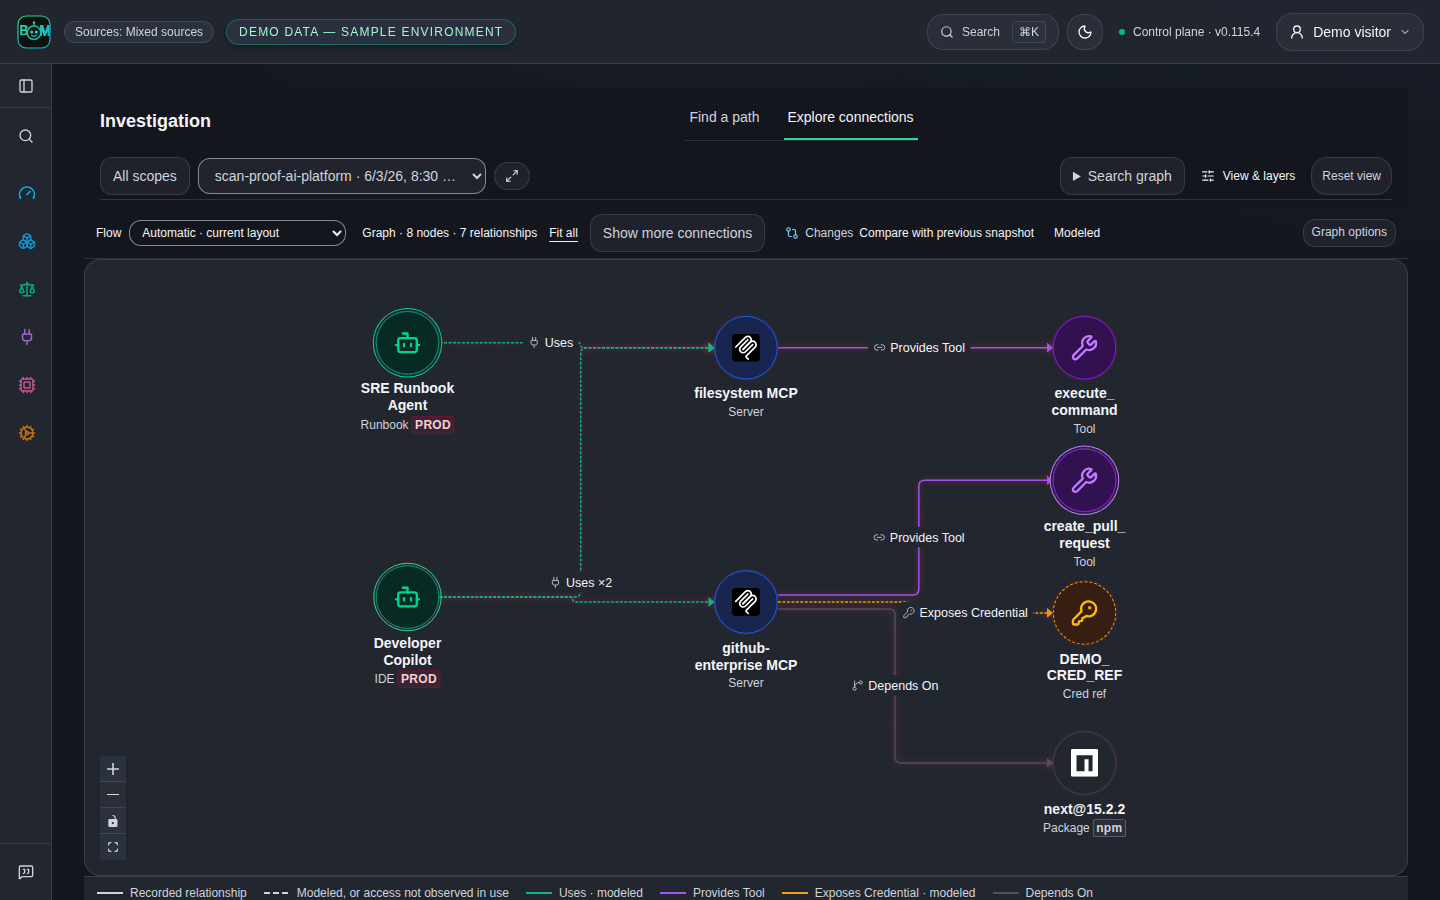 BOM
Sources: Mixed sources
DEMO DATA — SAMPLE ENVIRONMENT
Search ⌘K
Control plane · v0.115.4
Demo visitor
Investigation
Find a path
Explore connections
All scopes
scan-proof-ai-platform · 6/3/26, 8:30 ...
Search graph
View & layers
Reset view
Flow
Automatic · current layout
Graph · 8 nodes · 7 relationships
Fit all
Show more connections
Changes
Compare with previous snapshot
Modeled
Graph options
SRE Runbook
Agent
Runbook PROD
Uses
filesystem MCP
Server
Provides Tool
execute_
command
Tool
create_pull_
request
Tool
Provides Tool
Developer
Copilot
IDE PROD
Uses ×2
github-
enterprise MCP
Server
Exposes Credential
DEMO_
CRED_REF
Cred ref
Depends On
next@15.2.2
Package npm
Recorded relationship
Modeled, or access not observed in use
Uses · modeled
Provides Tool
Exposes Credential · modeled
Depends On